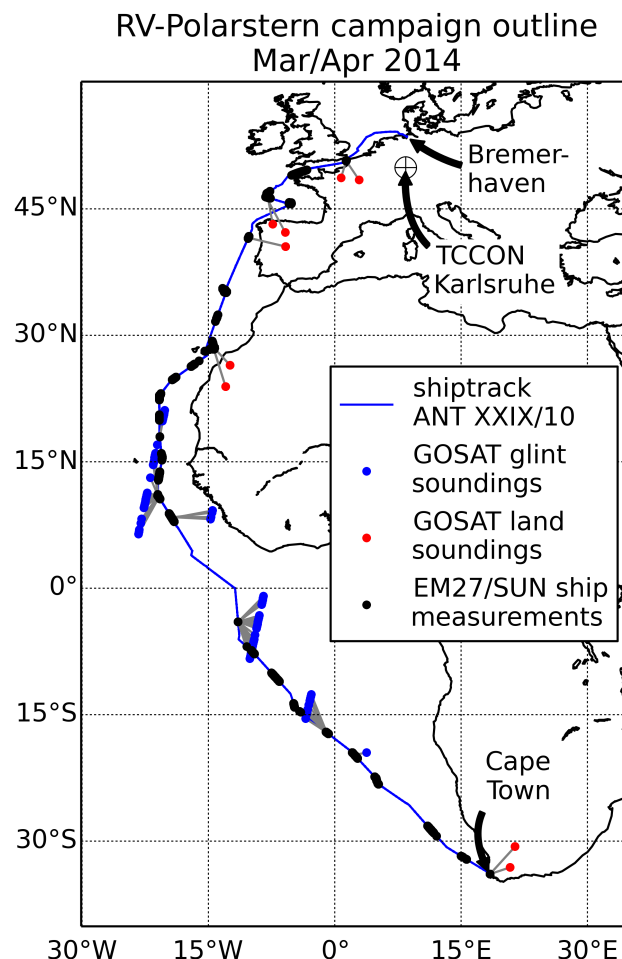 RV-Polarstern campaign outline
Mar/Apr 2014
Bremer-
haven
45°N
TCCON
Karlsruhe
30°N
shiptrack
ANT XXIX/10
15°N
GOSAT glint
soundings
GOSAT land
soundings
0°
EM27/SUN ship
measurements
15°S
Cape
Town
30°S
30°W
15°W
0°
15°E
30°E